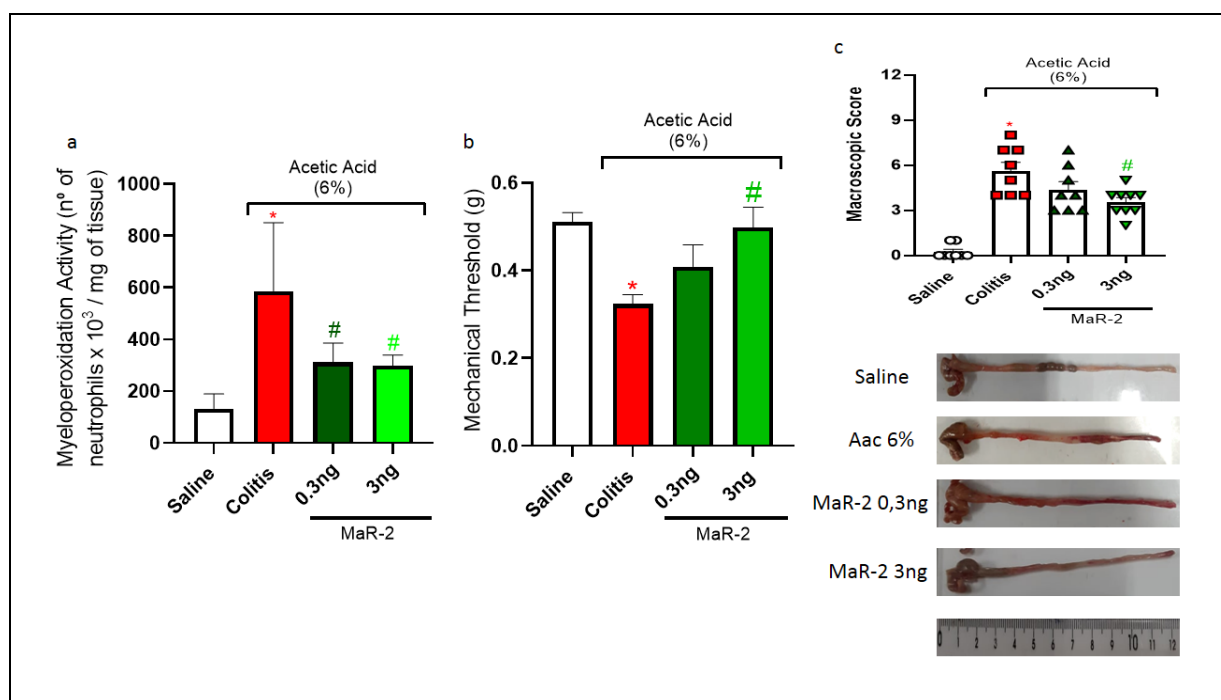 a
Acetic Acid
(6%)
Myeloperoxidation Activity (n° of
neutrophils x 10³ / mg of tissue)
1000
800
600
400
200
0
*
#
#
Saline
Colitis
0.3ng
3ng
MaR-2
b
Acetic Acid
(6%)
Mechanical Threshold (g)
0.6
0.4
0.2
0.0
*
#
Saline
Colitis
0.3ng
3ng
MaR-2
c
Acetic Acid
(6%)
Macroscopic Score
12
9
6
3
0
*
#
Saline
Colitis
0.3ng
3ng
MaR-2
Saline
Aac 6%
MaR-2 0,3ng
MaR-2 3ng
0 1 2 3 4 5 6 7 8 9 10 11 12